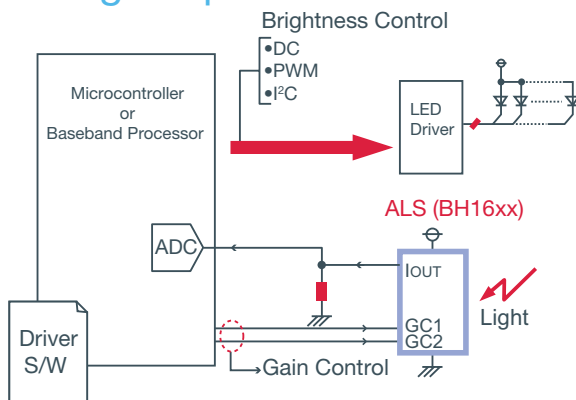 Brightness Control
•DC
•PWM
•I²C
Microcontroller
or
Baseband Processor
LED
Driver
ALS (BH16xx)
ADC
IOUT
GC1
GC2
Light
Driver
S/W
Gain Control